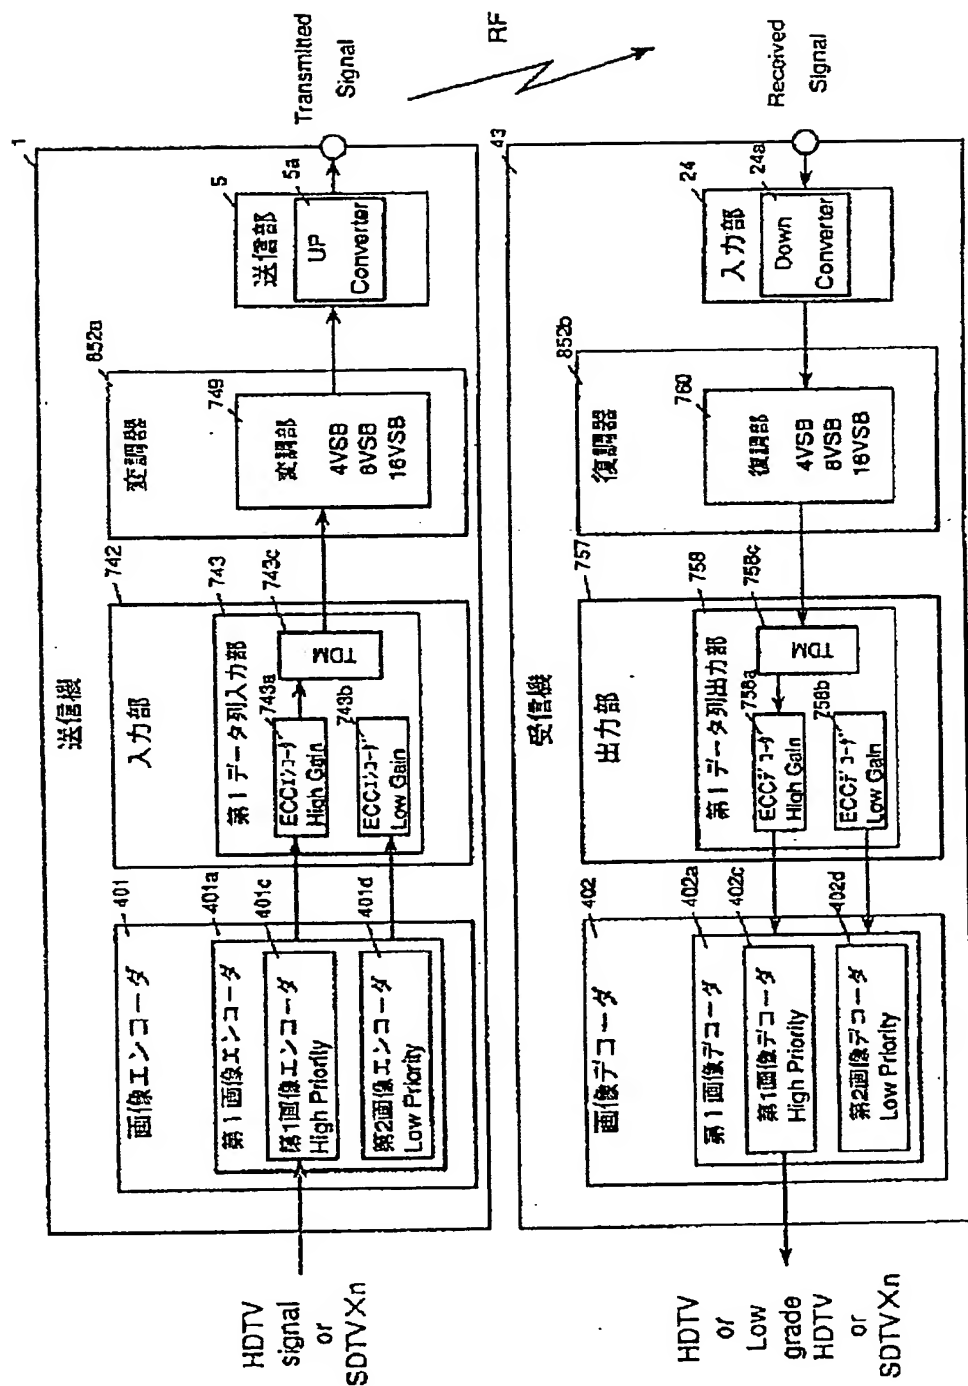 送信機
1
画像エンコーダ
401
第1画像エンコーダ
401a
第1画像エンコーダ
High Priority
401c
第2画像エンコーダ
Low Priority
401d
入力部
742
第1データ列入力部
743
ECCエンコーダ
High Gain
743a
ECCエンコーダ
Low Gain
743b
TDM
743c
変調器
852a
変調部
4VSB
8VSB
16VSB
749
送信部
5
UP
Converter
5a
Transmitted
Signal
HDTV
signal
or
SDTV×n
RF
受信機
43
画像デコーダ
402
第1画像デコーダ
402a
第1画像デコーダ
High Priority
402c
第2画像デコーダ
Low Priority
402d
出力部
757
第1データ列出力部
758
ECCデコーダ
High Gain
758a
ECCデコーダ
Low Gain
758b
TDM
758c
復調器
852b
復調部
4VSB
8VSB
16VSB
760
入力部
24
Down
Converter
24a
Received
Signal
HDTV
or
Low
grade
HDTV
or
SDTV×n